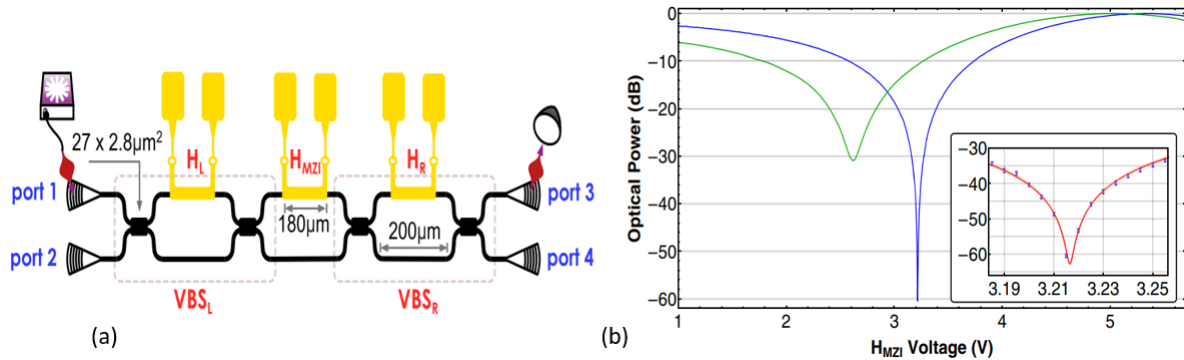 27 x 2.8μm²
H_L
H_MZI
H_R
port 1
port 3
180μm
200μm
port 2
port 4
VBS_L
VBS_R
(a)
0
-10
-20
-30
-40
-50
-60
Optical Power (dB)
1
2
3
4
5
H_MZI Voltage (V)
-30
-40
-50
-60
3.19
3.21
3.23
3.25
(b)